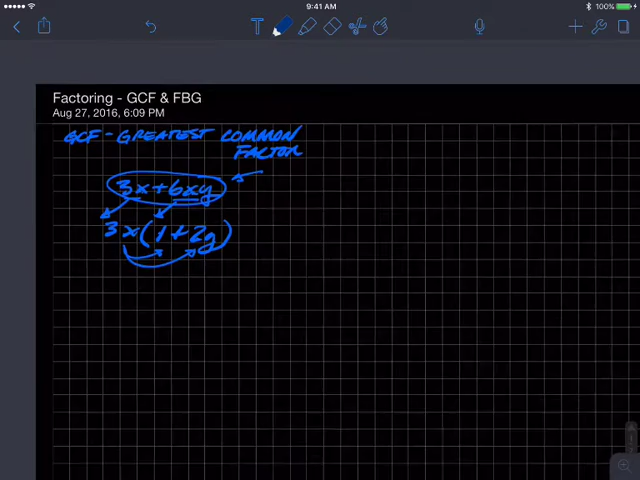 9:41 AM
100%
T
Factoring - GCF & FBG
Aug 27, 2016, 6:09 PM
GCF - GREATEST COMMON
FACTOR
3x+6xy
3x(1+2y)